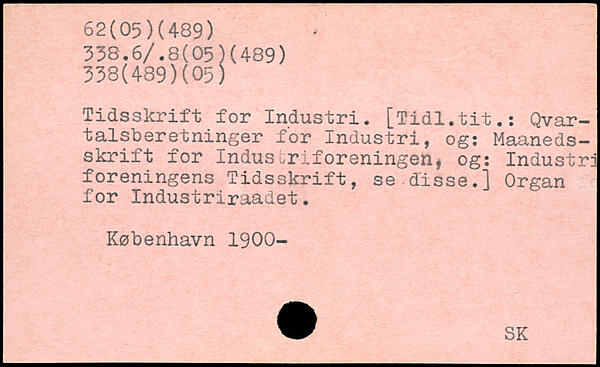 62(05)(489)
338.6/.8(05)(489)
338(489)(05)
Tidsskrift for Industri. [Tidl.tit.: Qvar-
talsberetninger for Industri, og: Maaneds-
skrift for Industriforeningen, og: Industri
foreningens Tidsskrift, se disse.] Organ
for Industriraadet.
København 1900-
SK